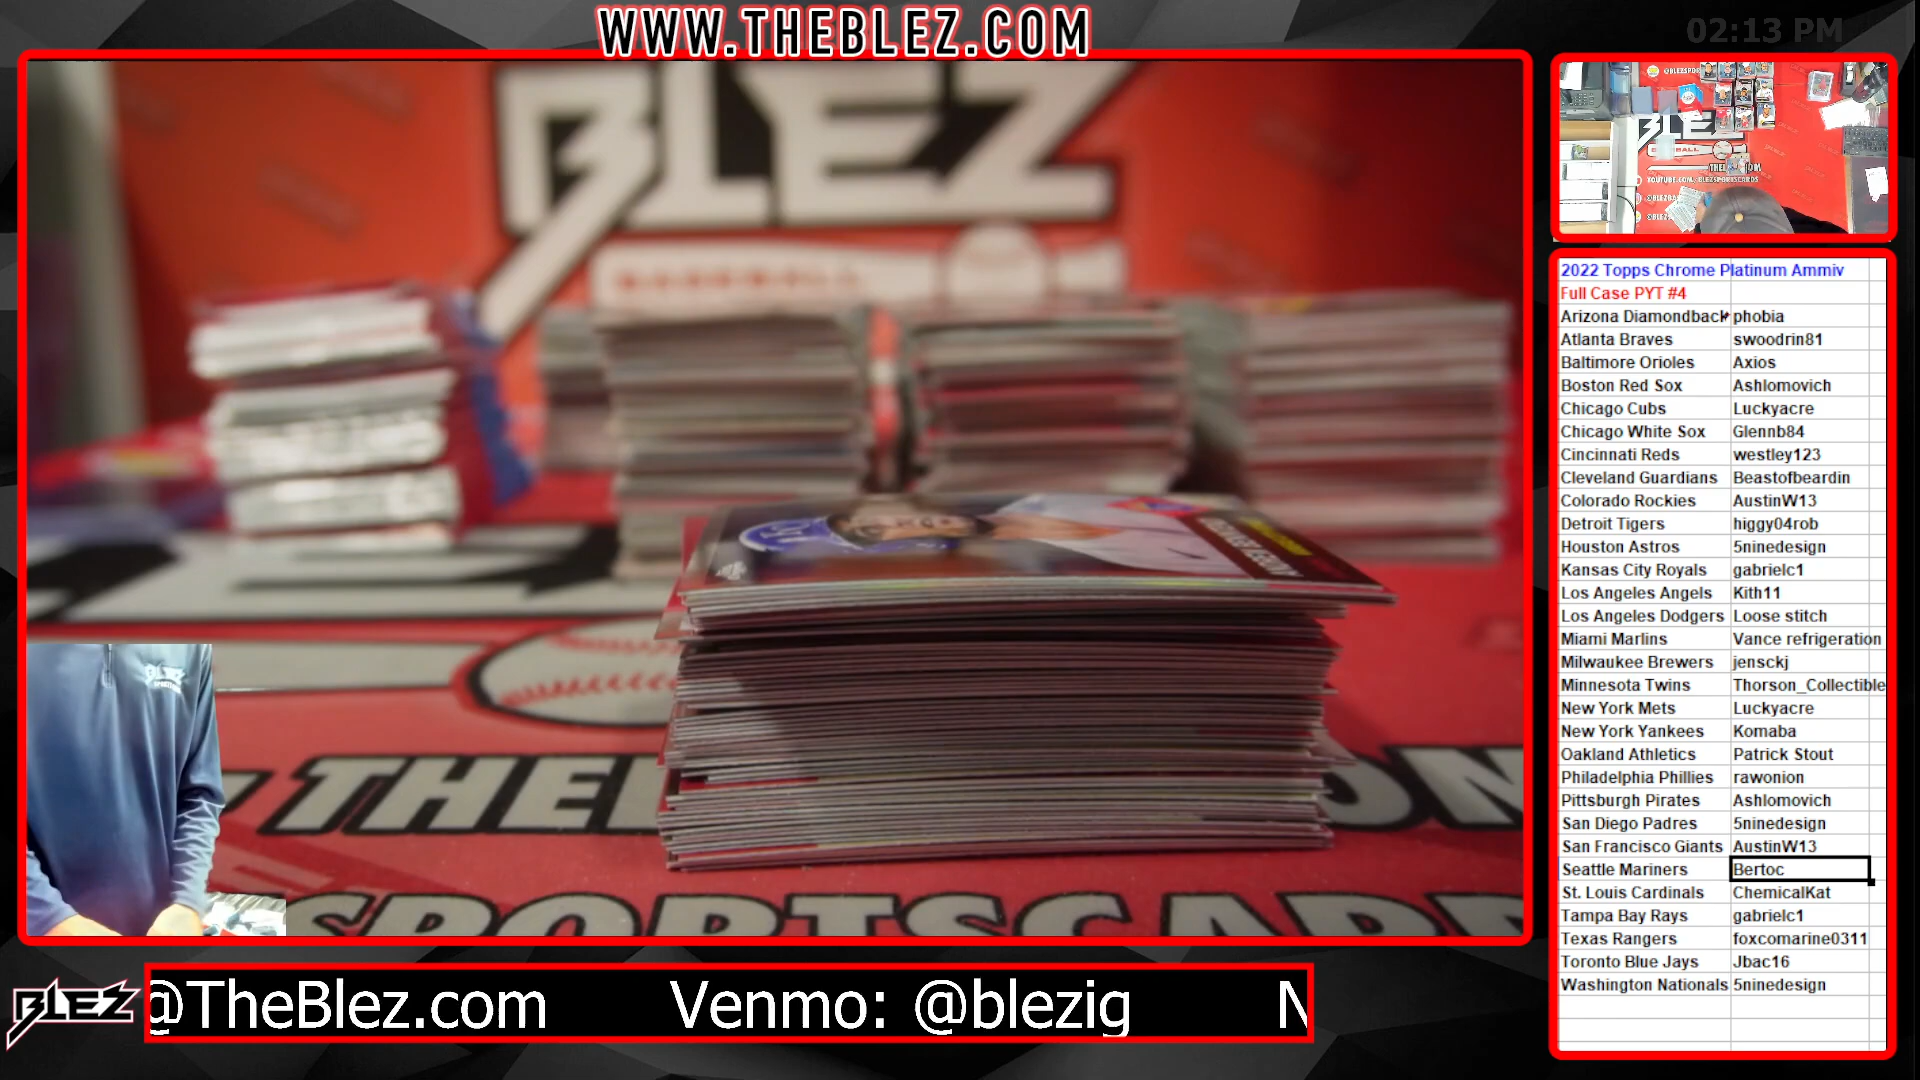 WWW.THEBLEZ.COM
02:13 PM
BLEZ
BASEBALL
2022 Topps Chrome Platinum Ammiv
Full Case PYT #4
Arizona Diamondback phobia
Atlanta Braves swoodrin81
Baltimore Orioles Axios
Boston Red Sox Ashlomovich
Chicago Cubs Luckyacre
Chicago White Sox Glennb84
Cincinnati Reds westley123
Cleveland Guardians Beastofbeardin
Colorado Rockies AustinW13
Detroit Tigers higgy04rob
Houston Astros 5ninedesign
Kansas City Royals gabrielc1
Los Angeles Angels Kith11
Los Angeles Dodgers Loose stitch
Miami Marlins Vance refrigeration
Milwaukee Brewers jensckj
Minnesota Twins Thorson_Collectible
New York Mets Luckyacre
New York Yankees Komaba
Oakland Athletics Patrick Stout
Philadelphia Phillies rawonion
Pittsburgh Pirates Ashlomovich
San Diego Padres 5ninedesign
San Francisco Giants AustinW13
Seattle Mariners Bertoc
St. Louis Cardinals ChemicalKat
Tampa Bay Rays gabrielc1
Texas Rangers foxcomarine0311
Toronto Blue Jays Jbac16
Washington Nationals 5ninedesign
BLEZ
SPORTSCARD
BLEZ @TheBlez.com Venmo: @blezig